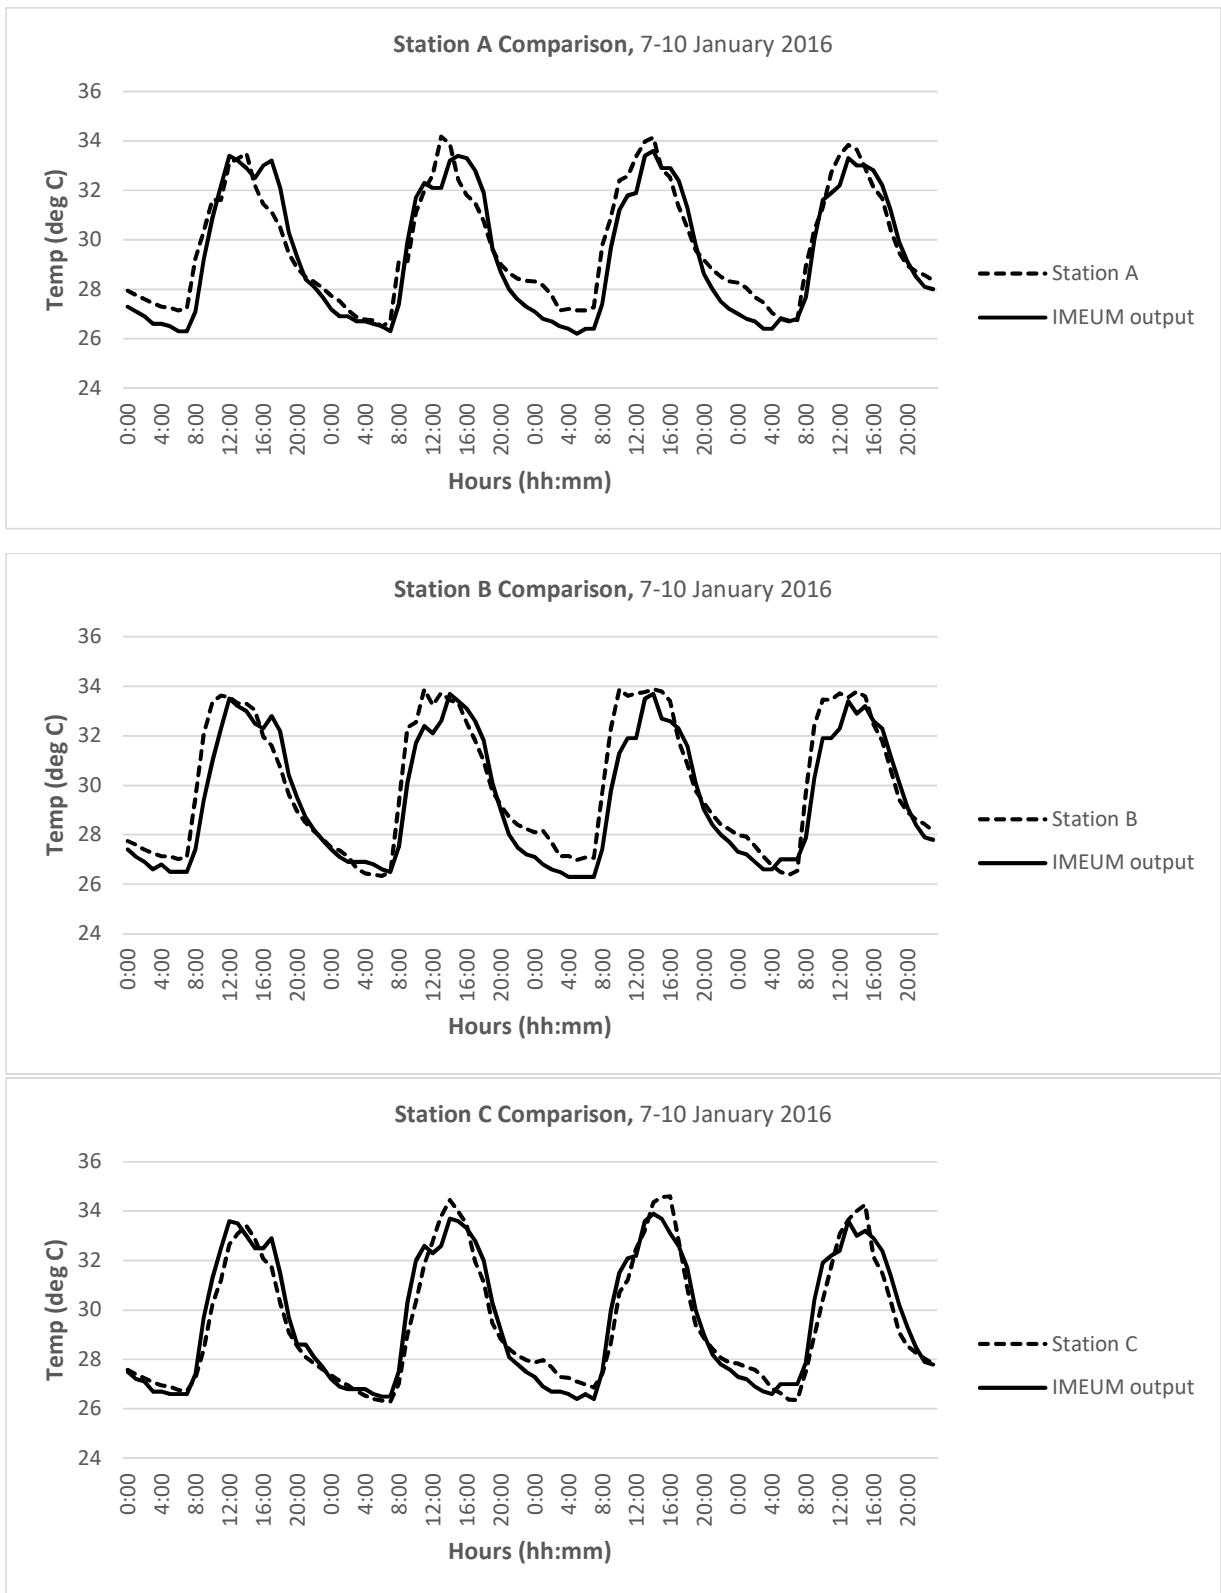 Station A Comparison, 7-10 January 2016
36
34
32
30
28
26
24
Temp (deg C)
0:00 4:00 8:00 12:00 16:00 20:00 0:00 4:00 8:00 12:00 16:00 20:00 0:00 4:00 8:00 12:00 16:00 20:00 0:00 4:00 8:00 12:00 16:00 20:00
Hours (hh:mm)
Station A
IMEUM output
Station B Comparison, 7-10 January 2016
36
34
32
30
28
26
24
Temp (deg C)
0:00 4:00 8:00 12:00 16:00 20:00 0:00 4:00 8:00 12:00 16:00 20:00 0:00 4:00 8:00 12:00 16:00 20:00 0:00 4:00 8:00 12:00 16:00 20:00
Hours (hh:mm)
Station B
IMEUM output
Station C Comparison, 7-10 January 2016
36
34
32
30
28
26
24
Temp (deg C)
0:00 4:00 8:00 12:00 16:00 20:00 0:00 4:00 8:00 12:00 16:00 20:00 0:00 4:00 8:00 12:00 16:00 20:00 0:00 4:00 8:00 12:00 16:00 20:00
Hours (hh:mm)
Station C
IMEUM output